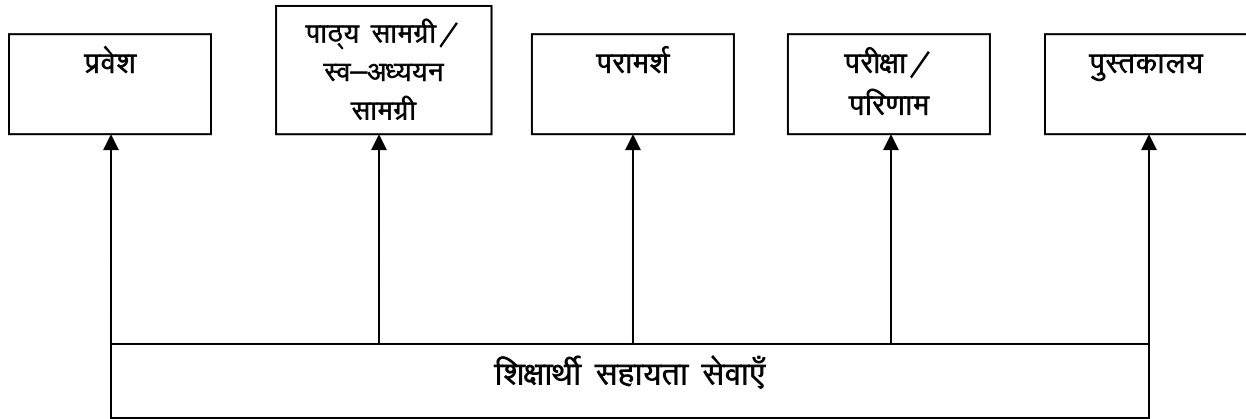 प्रवेश
पाठ्य सामग्री/
स्व–अध्ययन
सामग्री
परामर्श
परीक्षा/
परिणाम
पुस्तकालय
शिक्षार्थी सहायता सेवाएँ